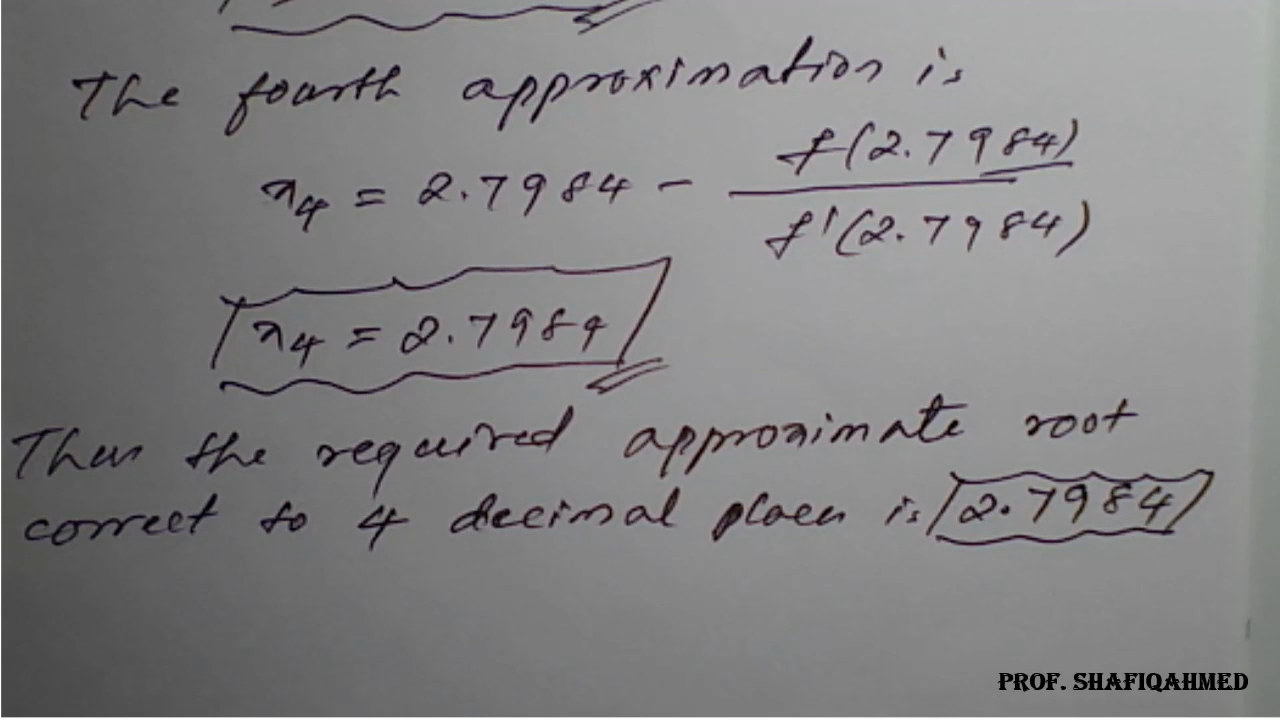 The fourth approximation is
x₄ = 2.7984 - f(2.7984) / f'(2.7984)
x₄ = 2.7984
Thus the required approximate root
correct to 4 decimal places is 2.7984
PROF. SHAFIQAHMED